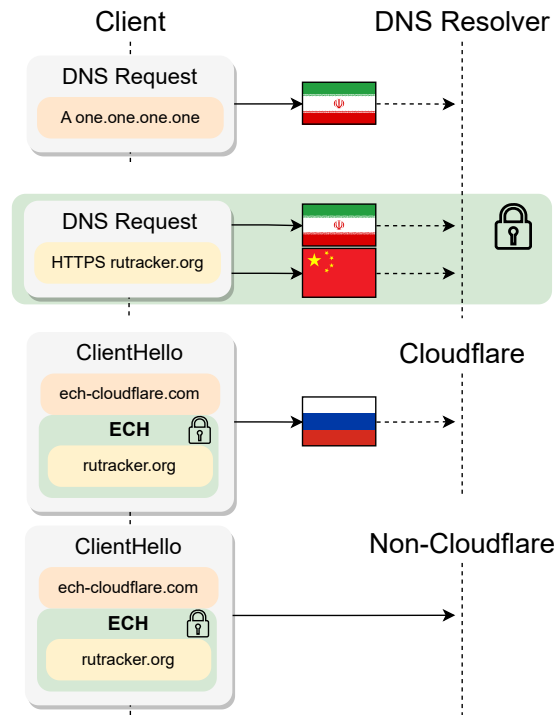 Client
DNS Resolver
DNS Request
A one.one.one.one
DNS Request
HTTPS rutracker.org
ClientHello
Cloudflare
ech-cloudflare.com
ECH
rutracker.org
ClientHello
Non-Cloudflare
ech-cloudflare.com
ECH
rutracker.org